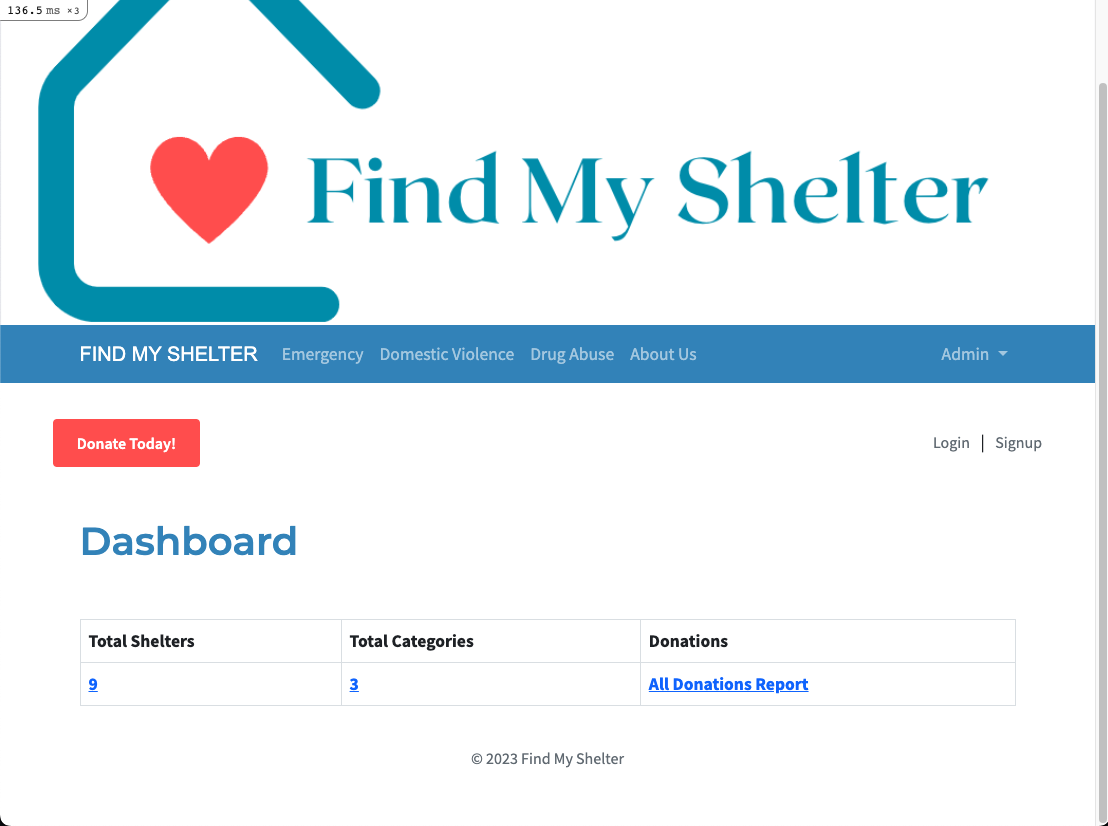 136.5 ms ×3
Find My Shelter
FIND MY SHELTER Emergency Domestic Violence Drug Abuse About Us Admin
Donate Today! Login | Signup
Dashboard
Total Shelters Total Categories Donations
9 3 All Donations Report
© 2023 Find My Shelter